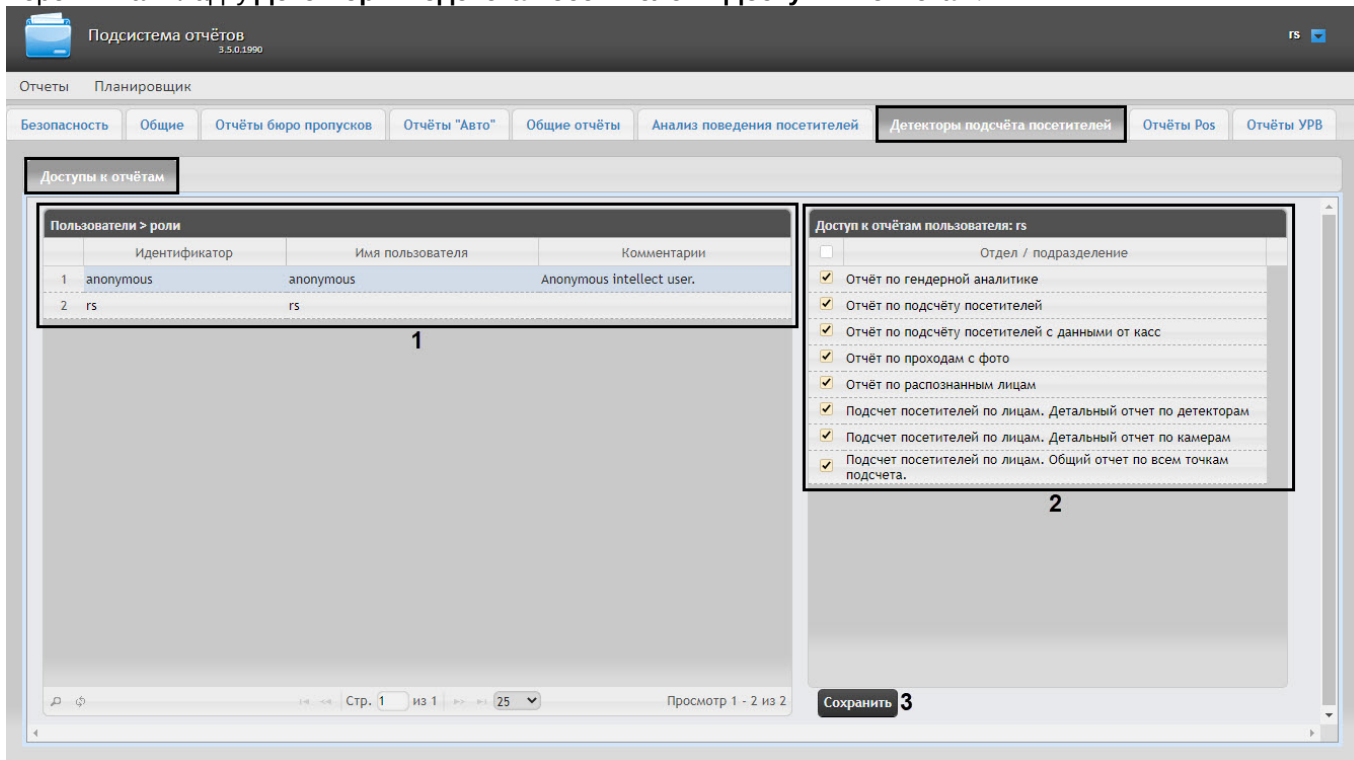 Подсистема отчётов
3.5.0.1990
rs
Отчеты Планировщик
Безопасность Общие Отчёты бюро пропусков Отчёты "Авто" Общие отчёты Анализ поведения посетителей Детекторы подсчёта посетителей Отчёты Pos Отчёты УРВ
Доступы к отчётам
Пользователи > роли
Идентификатор Имя пользователя Комментарии
1 anonymous anonymous Anonymous intellect user.
2 rs rs
1
Доступ к отчётам пользователя: rs
Отдел / подразделение
Отчёт по гендерной аналитике
Отчёт по подсчёту посетителей
Отчёт по подсчёту посетителей с данными от касс
Отчёт по проходам с фото
Отчёт по распознанным лицам
Подсчет посетителей по лицам. Детальный отчет по детекторам
Подсчет посетителей по лицам. Детальный отчет по камерам
Подсчет посетителей по лицам. Общий отчет по всем точкам
подсчета.
2
Стр. 1 из 1 25 Просмотр 1 - 2 из 2
Сохранить 3